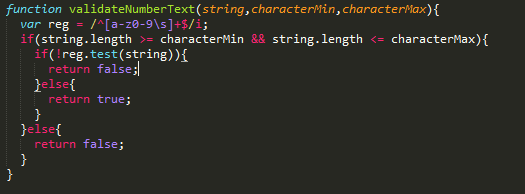 function validateNumberText(string,characterMin,characterMax){
  var reg = /^[a-z0-9\s]+$/i;
  if(string.length >= characterMin && string.length <= characterMax){
    if(!reg.test(string)){
      return false;
    }else{
      return true;
    }
  }else{
    return false;
  }
}